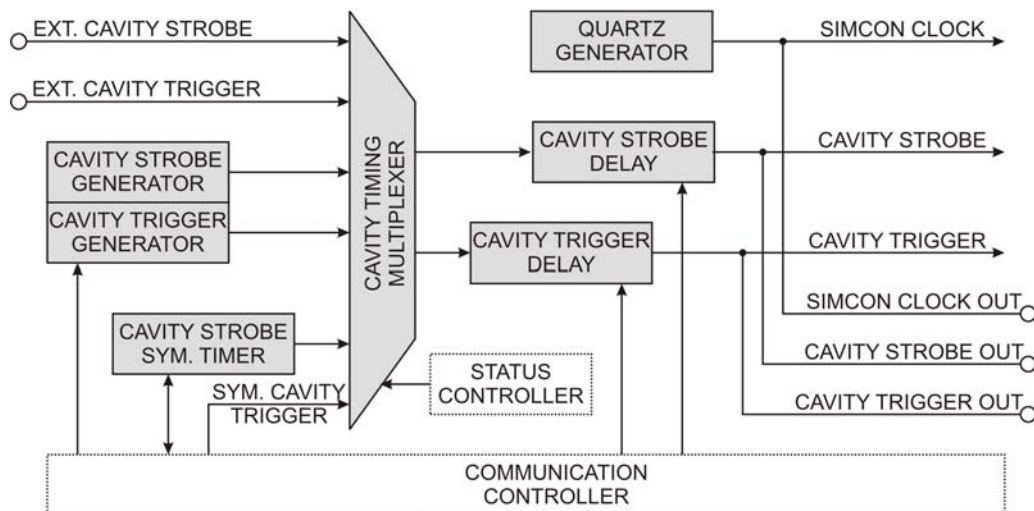 EXT. CAVITY STROBE
EXT. CAVITY TRIGGER
CAVITY STROBE
GENERATOR
CAVITY TRIGGER
GENERATOR
CAVITY STROBE
SYM. TIMER
SYM. CAVITY
TRIGGER
CAVITY TIMING
MULTIPLEXER
QUARTZ
GENERATOR
SIMCON CLOCK
CAVITY STROBE
DELAY
CAVITY STROBE
CAVITY TRIGGER
DELAY
CAVITY TRIGGER
SIMCON CLOCK OUT
STATUS
CONTROLLER
CAVITY STROBE OUT
CAVITY TRIGGER OUT
COMMUNICATION
CONTROLLER